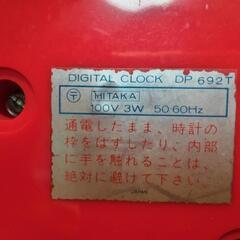 DIGITAL CLOCK DP 692T
〒 MITAKA
100V 3W 50.60Hz
通電したまま、時計の
枠をはずしたり、内部
に手を触れることは、
絶対に避けて下さい。
JAPAN